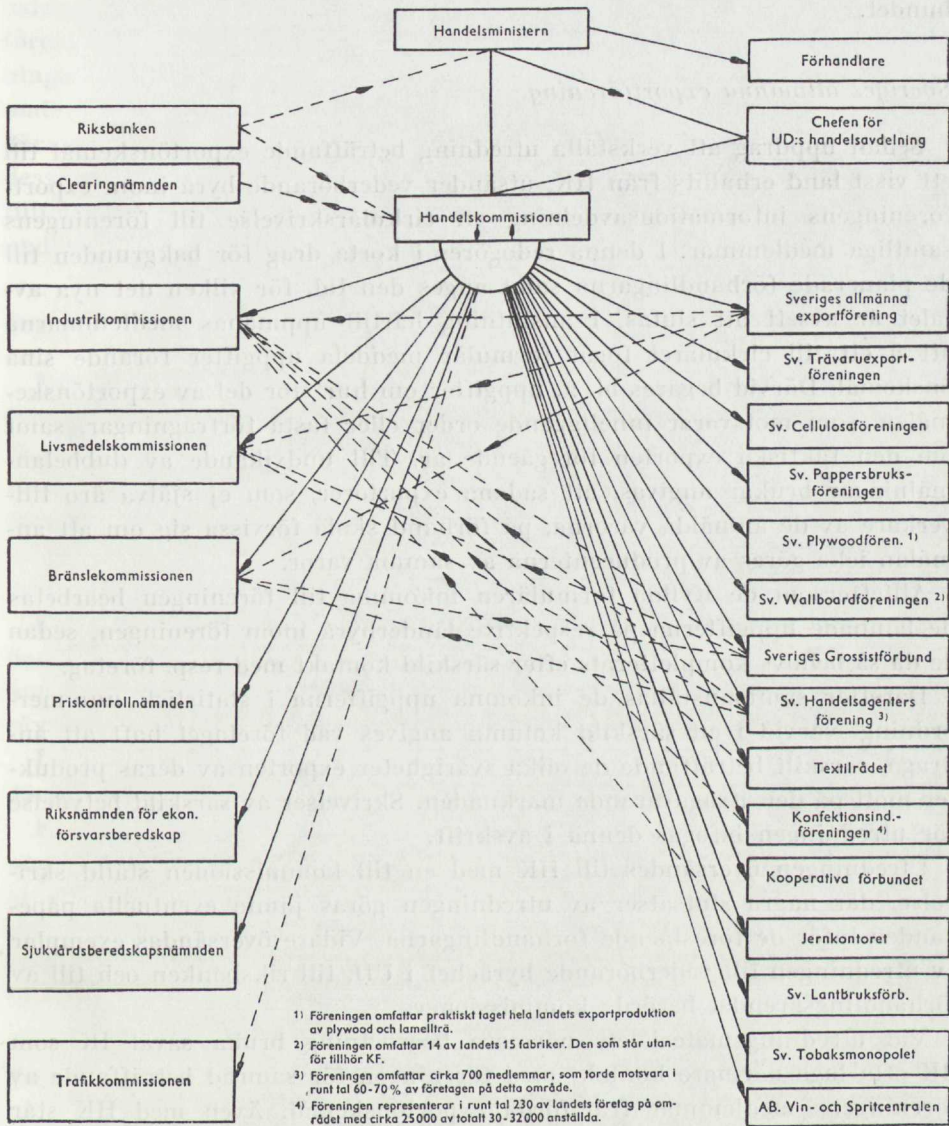 Handelsministern
Förhandlare
Chefen för
UD:s handelsavdelning
Riksbanken
Clearingnämnden
Handelskommissionen
Industrikommissionen
Livsmedelskommissionen
Bränslekommissionen
Priskontrollnämnden
Riksnämnden för ekon.
försvarsberedskap
Sjukvårdsberedskapsnämnden
Trafikkommissionen
Sveriges allmänna
exportförening
Sv. Trävaruexport-
föreningen
Sv. Cellulosaföreningen
Sv. Pappersbruks-
föreningen
Sv. Plywoodfören. 1)
Sv. Wallboardföreningen 2)
Sveriges Grossistförbund
Sv. Handelsagenters
förening 3)
Textilrådet
Konfektionsind.-
föreningen 4)
Kooperativa förbundet
Jernkontoret
Sv. Lantbruksförb.
Sv. Tobaksmonopolet
AB. Vin- och Spritcentralen
1) Föreningen omfattar praktiskt taget hela landets exportproduktion
av plywood och lamellträ.
2) Föreningen omfattar 14 av landets 15 fabriker. Den som står utan-
för tillhör KF.
3) Föreningen omfattar cirka 700 medlemmar, som torde motsvara i
runt tal 60-70 % av företagen på detta område.
4) Föreningen representerar i runt tal 230 av landets företag på om-
rådet med cirka 25000 av totalt 30-32000 anställda.